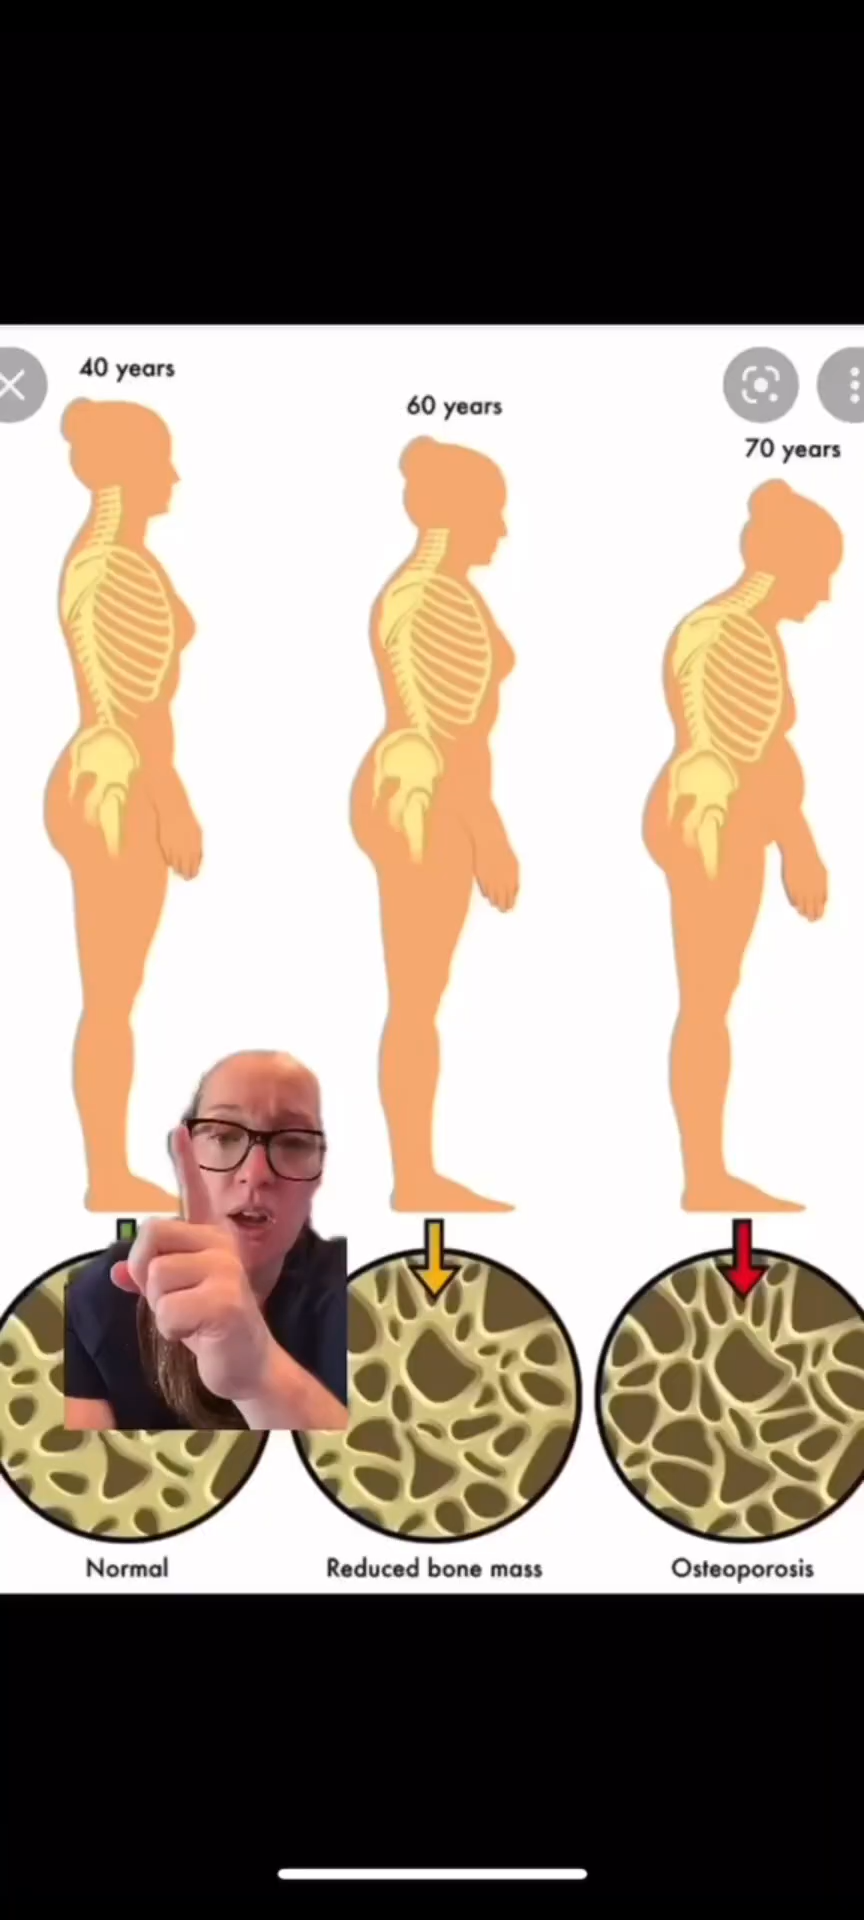 40 years
60 years
70 years
Normal
Reduced bone mass
Osteoporosis